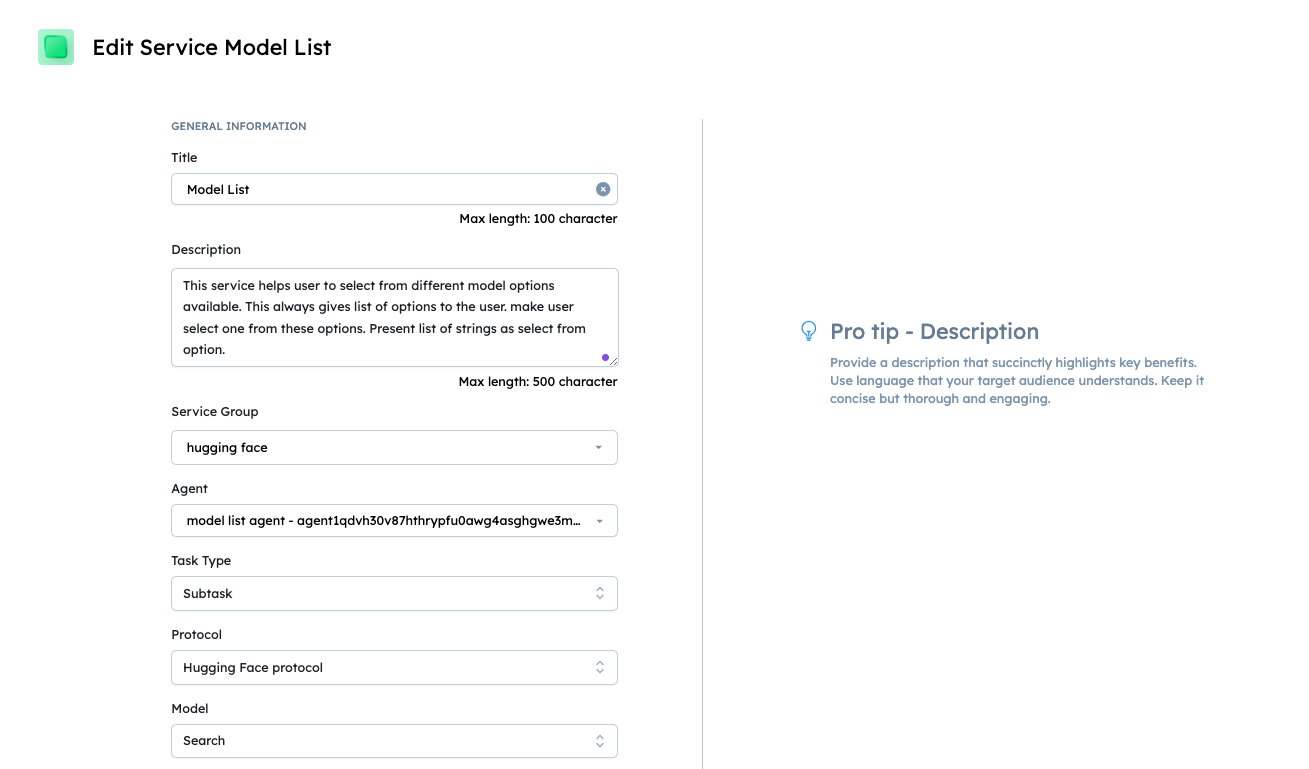 Edit Service Model List
GENERAL INFORMATION
Title
Model List
Max length: 100 character
Description
This service helps user to select from different model options
available. This always gives list of options to the user. make user
select one from these options. Present list of strings as select from
option.
Max length: 500 character
Service Group
hugging face
Agent
model list agent - agent1qdvh30v87hthrypfu0awg4asghgwe3m...
Task Type
Subtask
Protocol
Hugging Face protocol
Model
Search
Pro tip - Description
Provide a description that succinctly highlights key benefits.
Use language that your target audience understands. Keep it
concise but thorough and engaging.